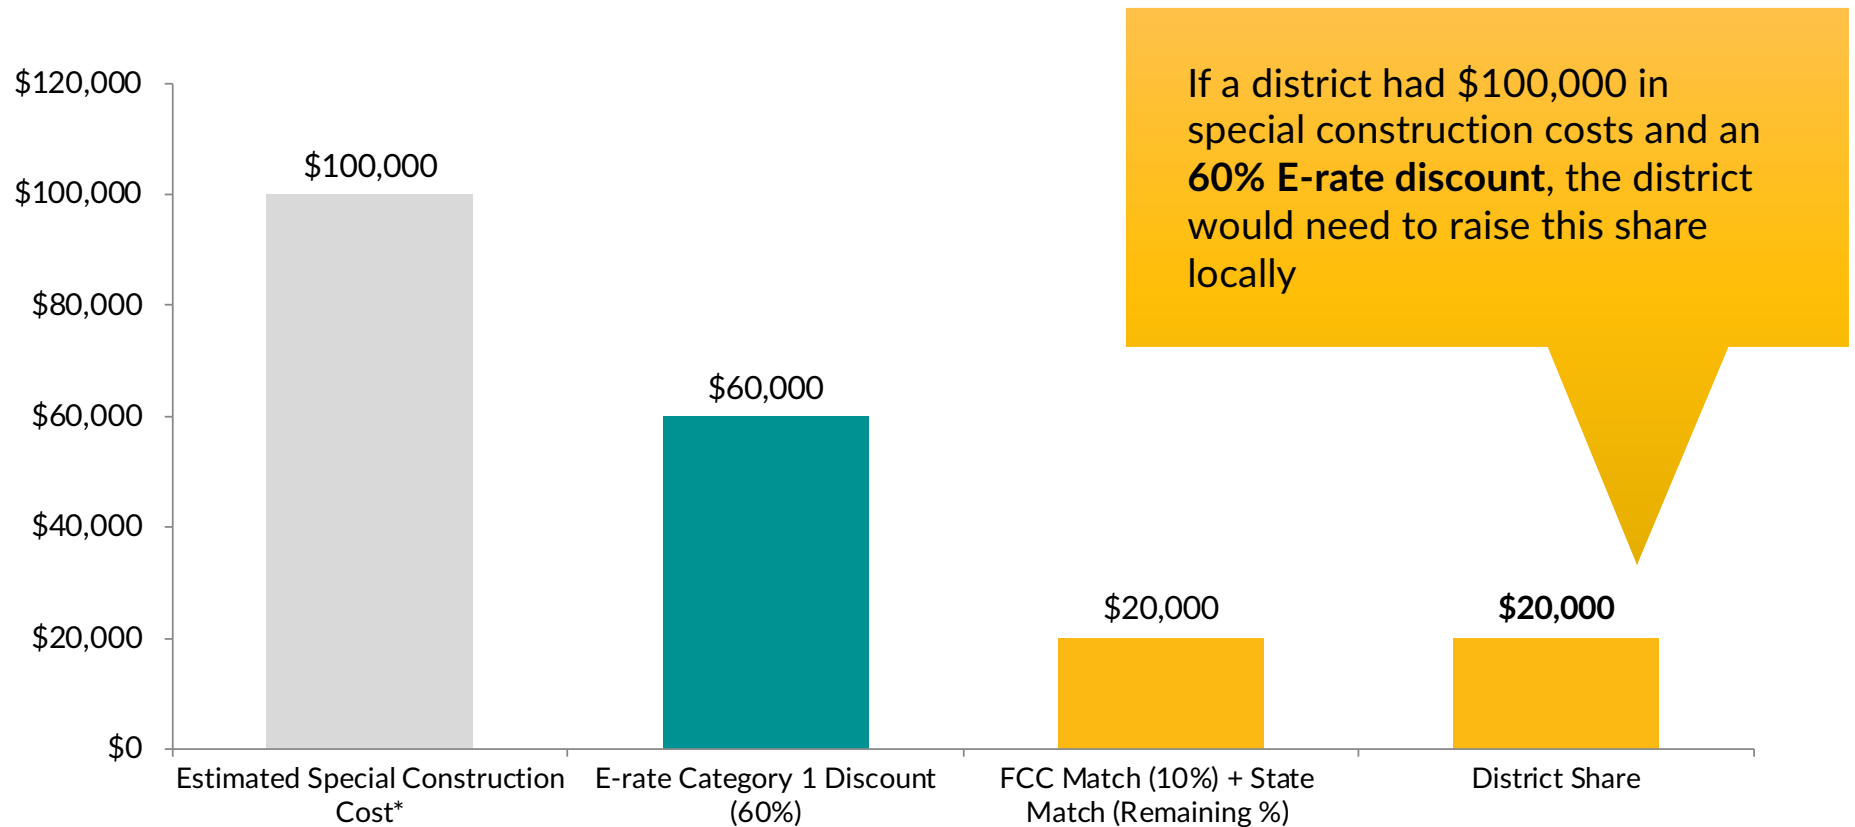 If a district had $100,000 in
special construction costs and an
60% E-rate discount, the district
would need to raise this share
locally
$120,000
$100,000
$80,000
$60,000
$40,000
$20,000
$0
$100,000
$60,000
$20,000
$20,000
Estimated Special Construction
Cost*
E-rate Category 1 Discount
(60%)
FCC Match (10%) + State
Match (Remaining %)
District Share